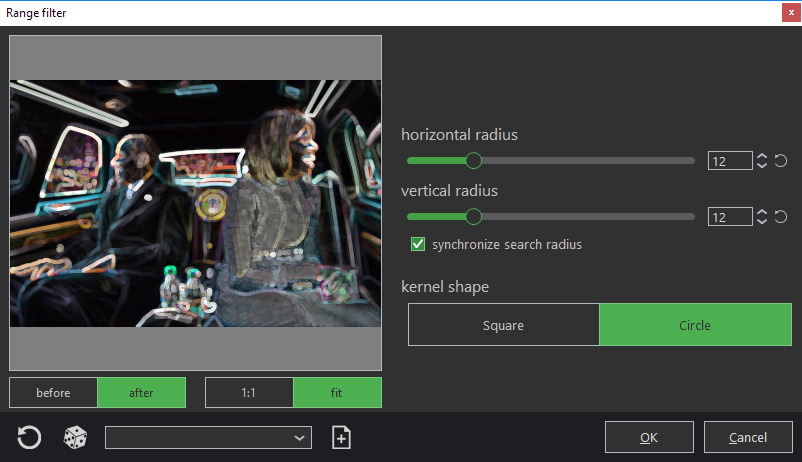 Range filter
x
horizontal radius
12
vertical radius
12
synchronize search radius
kernel shape
Square Circle
before after 1:1 fit
OK Cancel